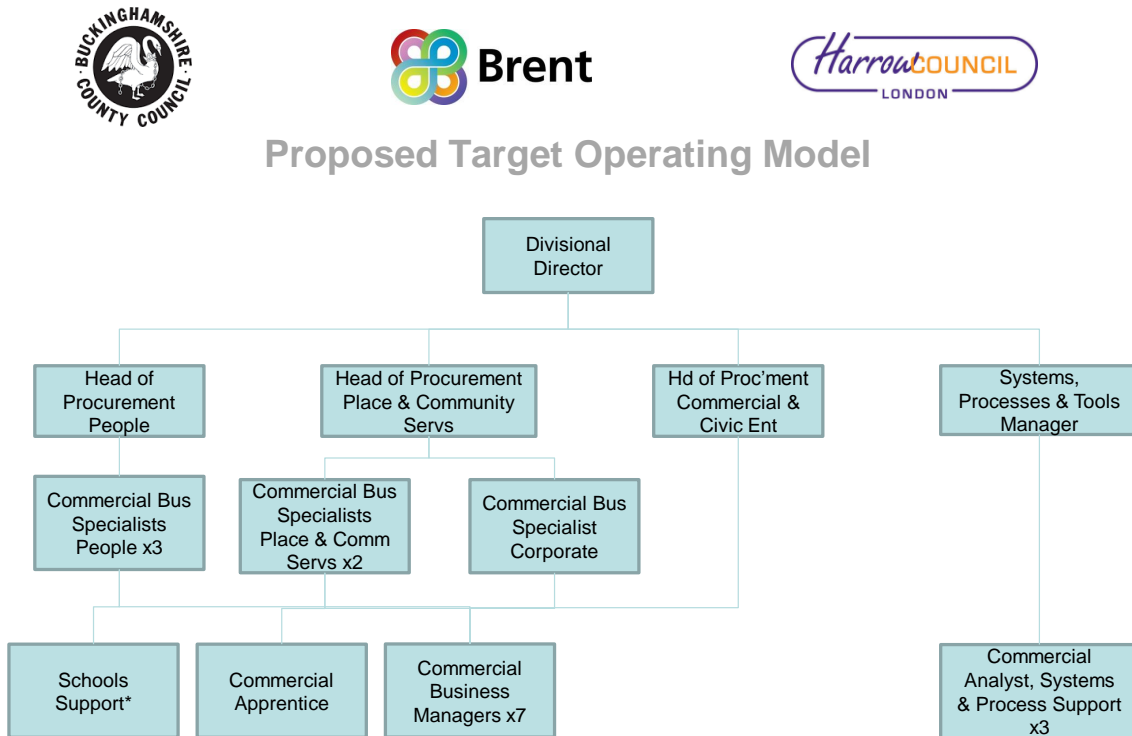 BUCKINGHAMSHIRE
COUNTY COUNCIL
Brent
HarrowCOUNCIL
LONDON
Proposed Target Operating Model
Divisional
Director
Head of
Procurement
People
Head of Procurement
Place & Community
Servs
Hd of Proc’ment
Commercial &
Civic Ent
Systems,
Processes & Tools
Manager
Commercial Bus
Specialists
People x3
Commercial Bus
Specialists
Place & Comm
Servs x2
Commercial Bus
Specialist
Corporate
Schools
Support*
Commercial
Apprentice
Commercial
Business
Managers x7
Commercial
Analyst, Systems
& Process Support
x3